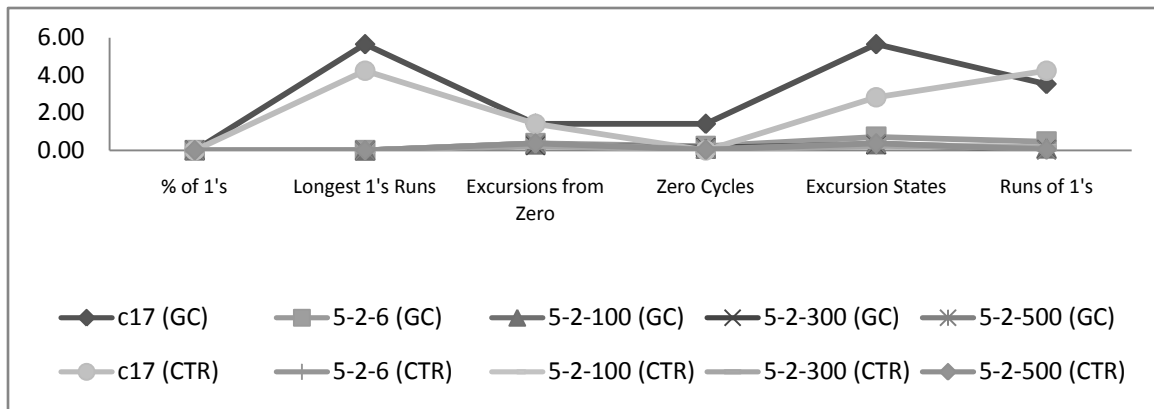 6.00
4.00
2.00
0.00
% of 1's Longest 1's Runs Excursions from Zero Cycles Excursion States Runs of 1's
Zero
c17 (GC) 5-2-6 (GC) 5-2-100 (GC) 5-2-300 (GC) 5-2-500 (GC)
c17 (CTR) 5-2-6 (CTR) 5-2-100 (CTR) 5-2-300 (CTR) 5-2-500 (CTR)